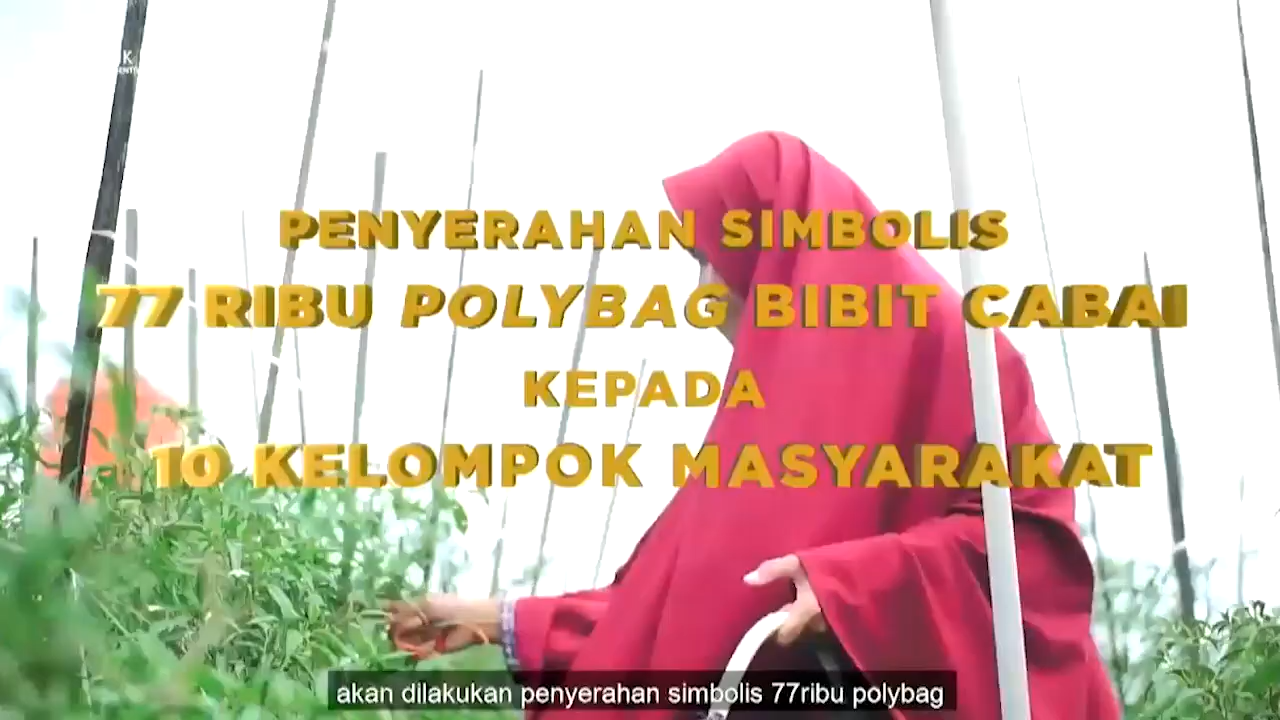 PENYERAHAN SIMBOLIS
77 RIBU POLYBAG BIBIT CABAI
KEPADA
10 KELOMPOK MASYARAKAT
akan dilakukan penyerahan simbolis 77ribu polybag